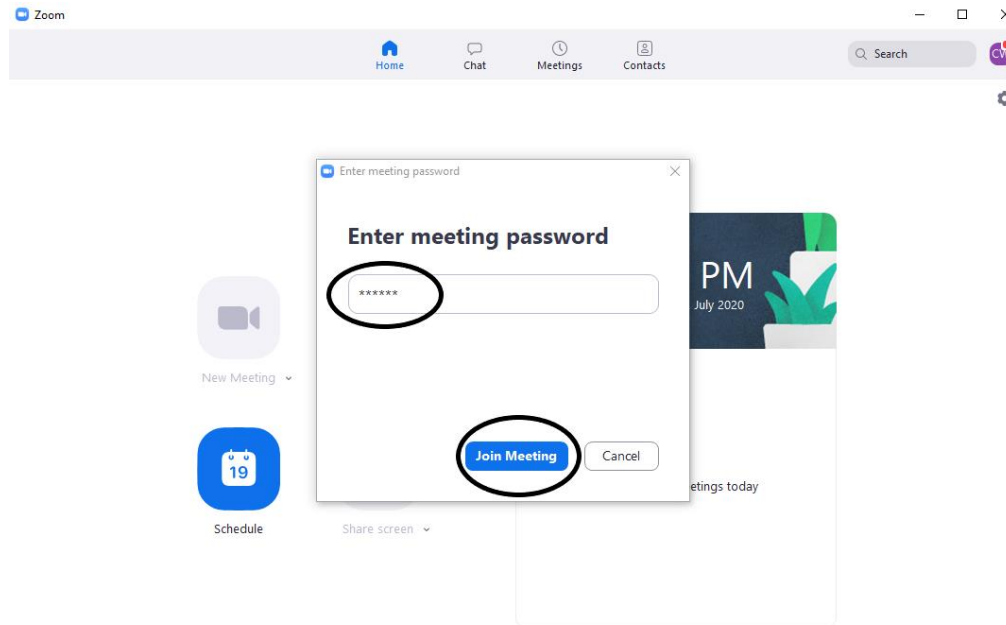 Zoom
Home
Chat
Meetings
Contacts
Search
Enter meeting password
Enter meeting password
******
PM
July 2020
New Meeting
Join Meeting
Cancel
19
etings today
Schedule
Share screen